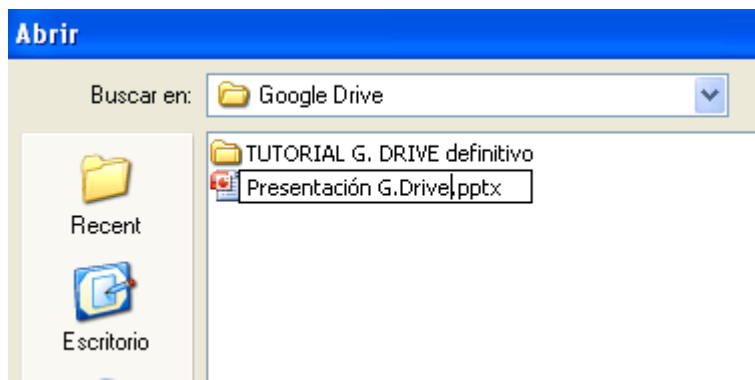 Abrir
Buscar en: Google Drive
TUTORIAL G. DRIVE definitivo
Presentación G.Drive.pptx
Recent
Escritorio